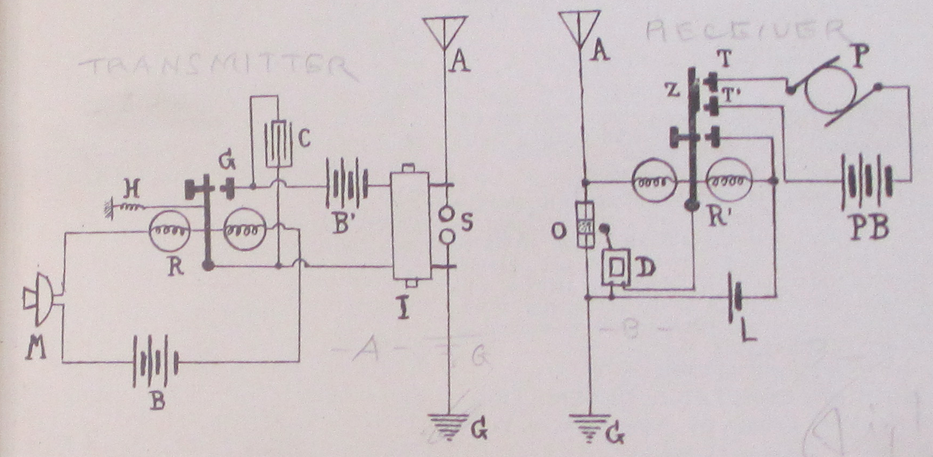 TRANSMITTER
RECEIVER
A
A
T
P
Z
T'
C
G
H
B'
S
R
I
M
B
O
D
R'
PB
L
- A -
G
- B -
G
G